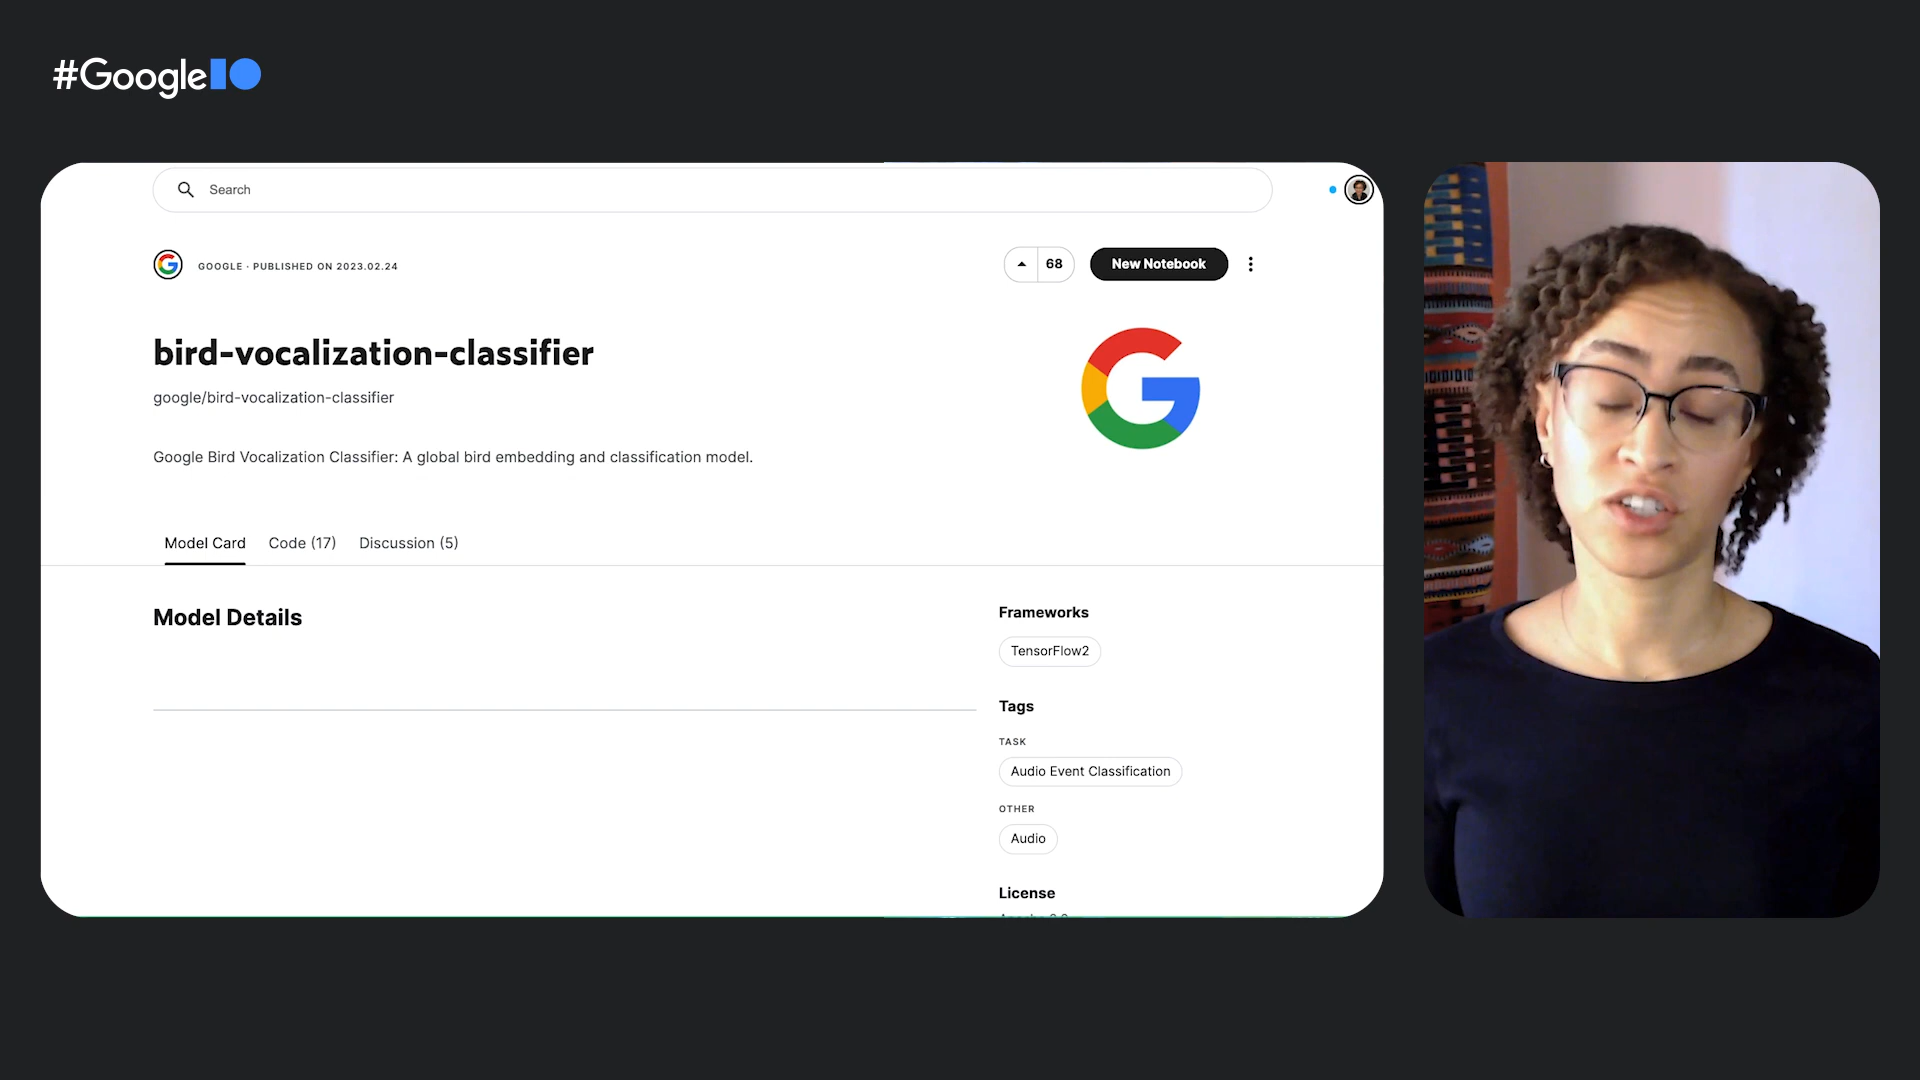 #GoogleIO
Search
GOOGLE · PUBLISHED ON 2023.02.24
68
New Notebook
bird-vocalization-classifier
google/bird-vocalization-classifier
Google Bird Vocalization Classifier: A global bird embedding and classification model.
Model Card
Code (17)
Discussion (5)
Model Details
Frameworks
TensorFlow2
Tags
TASK
Audio Event Classification
OTHER
Audio
License